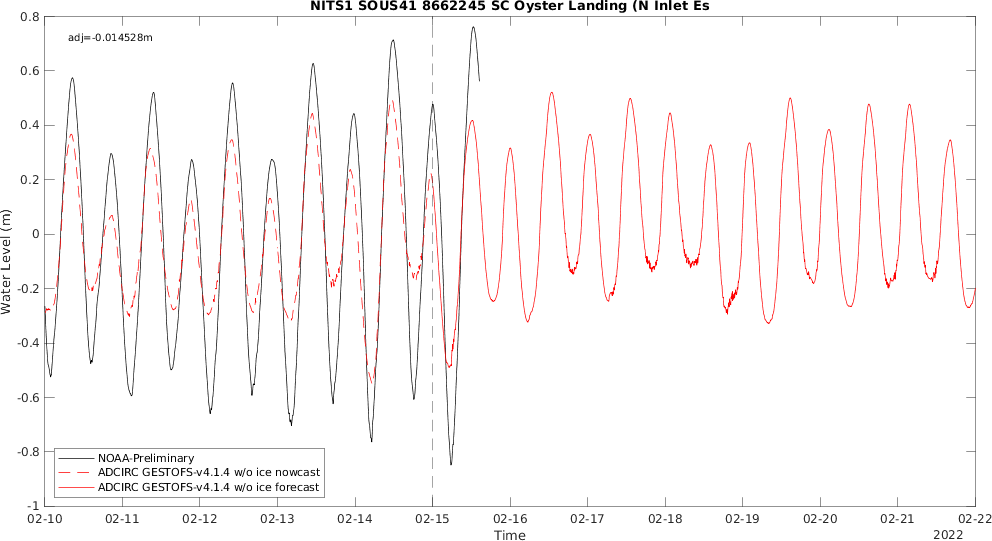 NITS1 SOUS41 8662245 SC Oyster Landing (N Inlet Es
adj=-0.014528m
0.8
0.6
0.4
0.2
0
-0.2
-0.4
-0.6
-0.8
-1
Water Level (m)
NOAA-Preliminary
ADCIRC GESTOFS-v4.1.4 w/o ice nowcast
ADCIRC GESTOFS-v4.1.4 w/o ice forecast
02-10 02-11 02-12 02-13 02-14 02-15 02-16 02-17 02-18 02-19 02-20 02-21 02-22
Time
2022